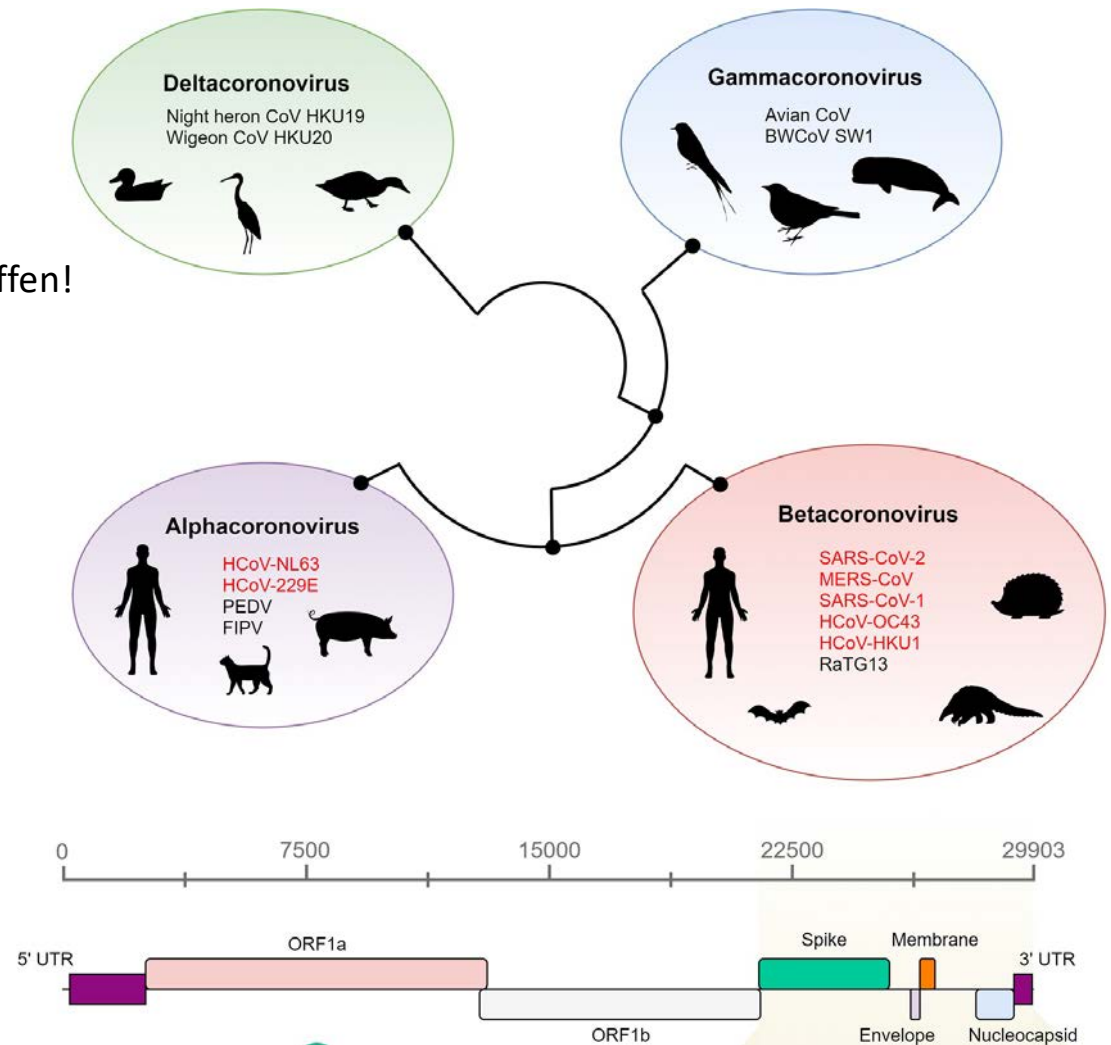 Deltacoronovirus
Night heron CoV HKU19
Wigeon CoV HKU20
Gammacoronovirus
Avian CoV
BWCoV SW1
ffen!
Alphacoronovirus
HCoV-NL63
HCoV-229E
PEDV
FIPV
Betacoronovirus
SARS-CoV-2
MERS-CoV
SARS-CoV-1
HCoV-OC43
HCoV-HKU1
RaTG13
0 7500 15000 22500 29903
5' UTR
ORF1a
Spike
Membrane
3' UTR
ORF1b
Envelope
Nucleocapsid